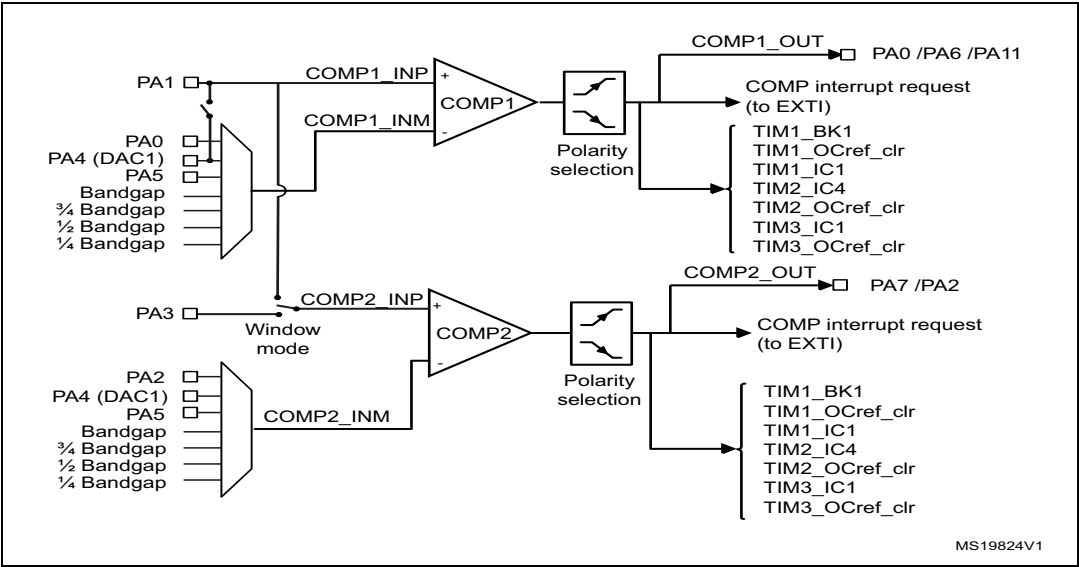 COMP1_OUT
PA0 /PA6 /PA11
PA1
COMP1_INP
+
COMP1
COMP interrupt request
(to EXTI)
COMP1_INM
-
Polarity
selection
PA0
PA4 (DAC1)
PA5
Bandgap
¾ Bandgap
½ Bandgap
¼ Bandgap
TIM1_BK1
TIM1_OCref_clr
TIM1_IC1
TIM2_IC4
TIM2_OCref_clr
TIM3_IC1
TIM3_OCref_clr
COMP2_OUT
PA7 /PA2
PA3
Window
mode
COMP2_INP
+
COMP2
-
COMP interrupt request
(to EXTI)
Polarity
selection
PA2
PA4 (DAC1)
PA5
Bandgap
¾ Bandgap
½ Bandgap
¼ Bandgap
COMP2_INM
TIM1_BK1
TIM1_OCref_clr
TIM1_IC1
TIM2_IC4
TIM2_OCref_clr
TIM3_IC1
TIM3_OCref_clr
MS19824V1